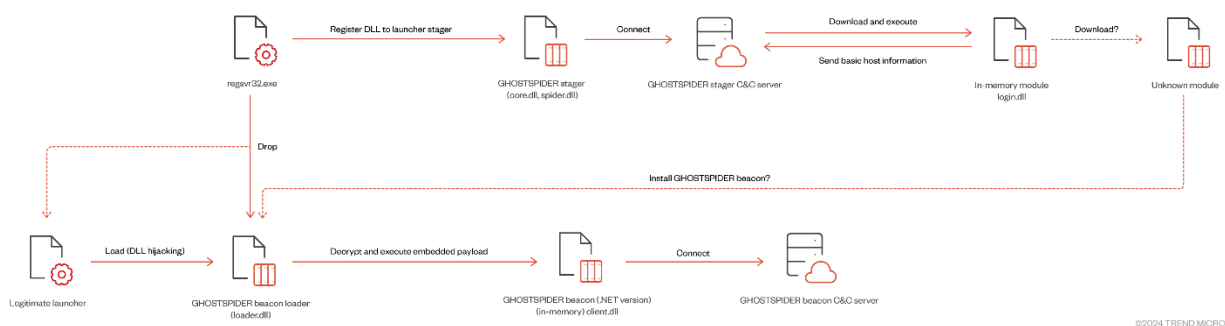 Register DLL to launcher stager
Connect
Download and execute
Send basic host information
Download?
regsvr32.exe
GHOSTSPIDER stager
(core.dll, spider.dll)
GHOSTSPIDER stager C&C server
In-memory module
login.dll
Unknown module
Drop
Install GHOSTSPIDER beacon?
Load (DLL hijacking)
Decrypt and execute embedded payload
Connect
Legitimate launcher
GHOSTSPIDER beacon loader
(loader.dll)
GHOSTSPIDER beacon (.NET version)
(in-memory) client.dll
GHOSTSPIDER beacon C&C server
©2024 TREND MICRO